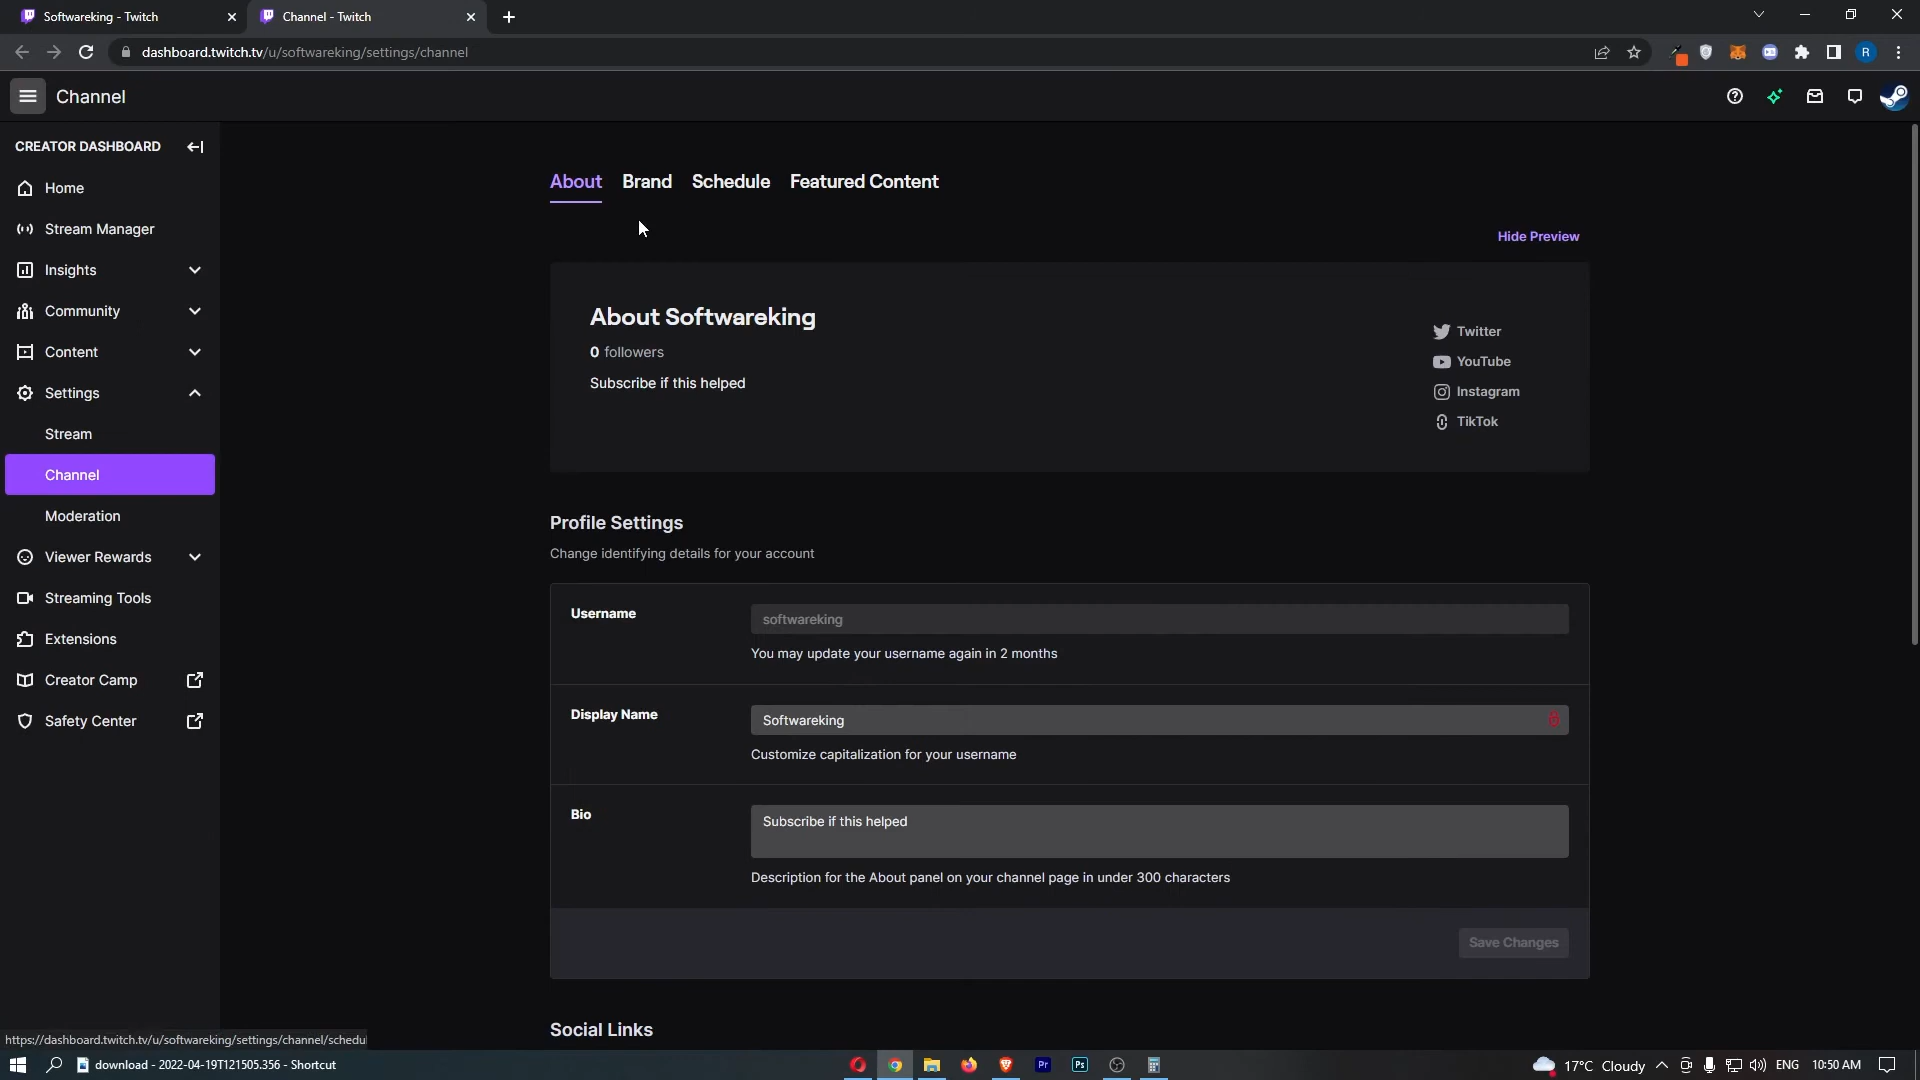 Softwareking - Twitch
Channel - Twitch
dashboard.twitch.tv/u/softwareking/settings/channel
R
Channel
CREATOR DASHBOARD
Home
Stream Manager
Insights
Community
Content
Settings
Stream
Channel
Moderation
Viewer Rewards
Streaming Tools
Extensions
Creator Camp
Safety Center
About Brand Schedule Featured Content
Hide Preview
About Softwareking
0 followers
Subscribe if this helped
Twitter
YouTube
Instagram
TikTok
Profile Settings
Change identifying details for your account
Username
softwareking
You may update your username again in 2 months
Display Name
Softwareking
Customize capitalization for your username
Bio
Subscribe if this helped
Description for the About panel on your channel page in under 300 characters
Save Changes
Social Links
https://dashboard.twitch.tv/u/softwareking/settings/channel/schedul
download - 2022-04-19T121505.356 - Shortcut
Pr
Ps
17°C Cloudy
ENG
10:50 AM